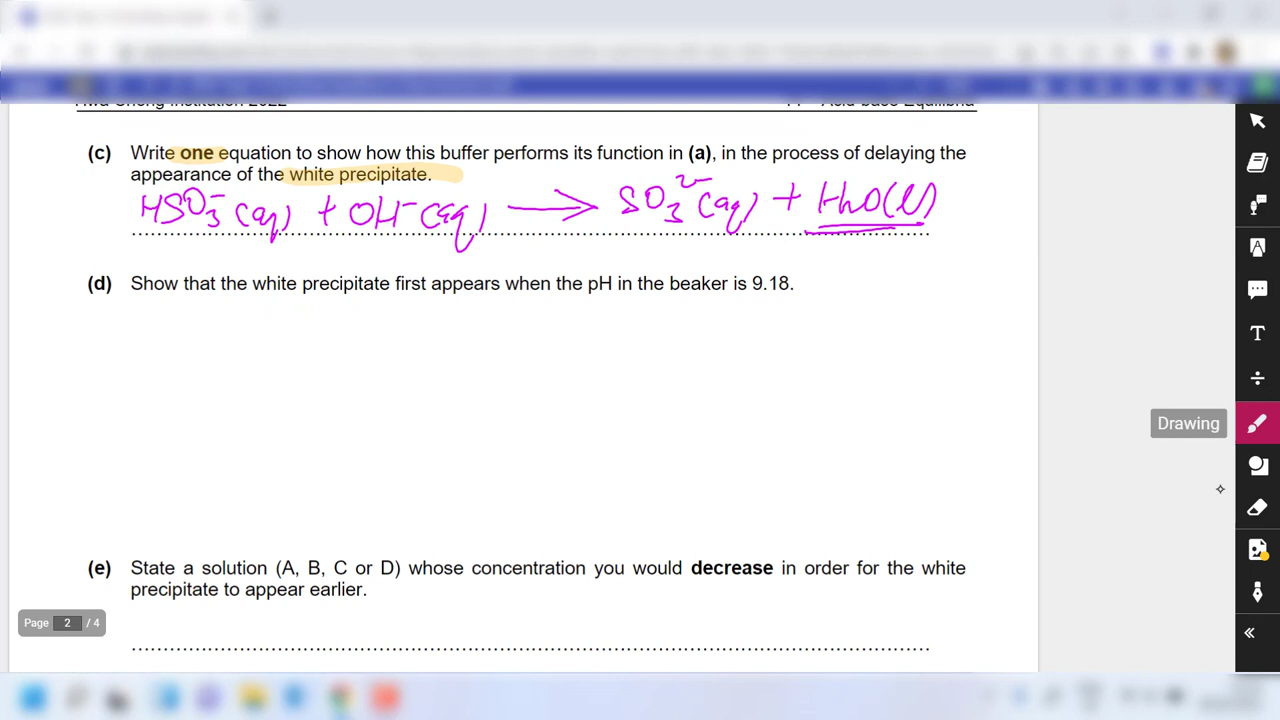 Hwa Chong Institution 2022
(c) Write one equation to show how this buffer performs its function in (a), in the process of delaying the
appearance of the white precipitate.
HSO₃⁻(aq) + OH⁻(aq) ⟶ SO₃²⁻(aq) + H₂O(l)
(d) Show that the white precipitate first appears when the pH in the beaker is 9.18.
Drawing
(e) State a solution (A, B, C or D) whose concentration you would decrease in order for the white
precipitate to appear earlier.
Page 2 / 4